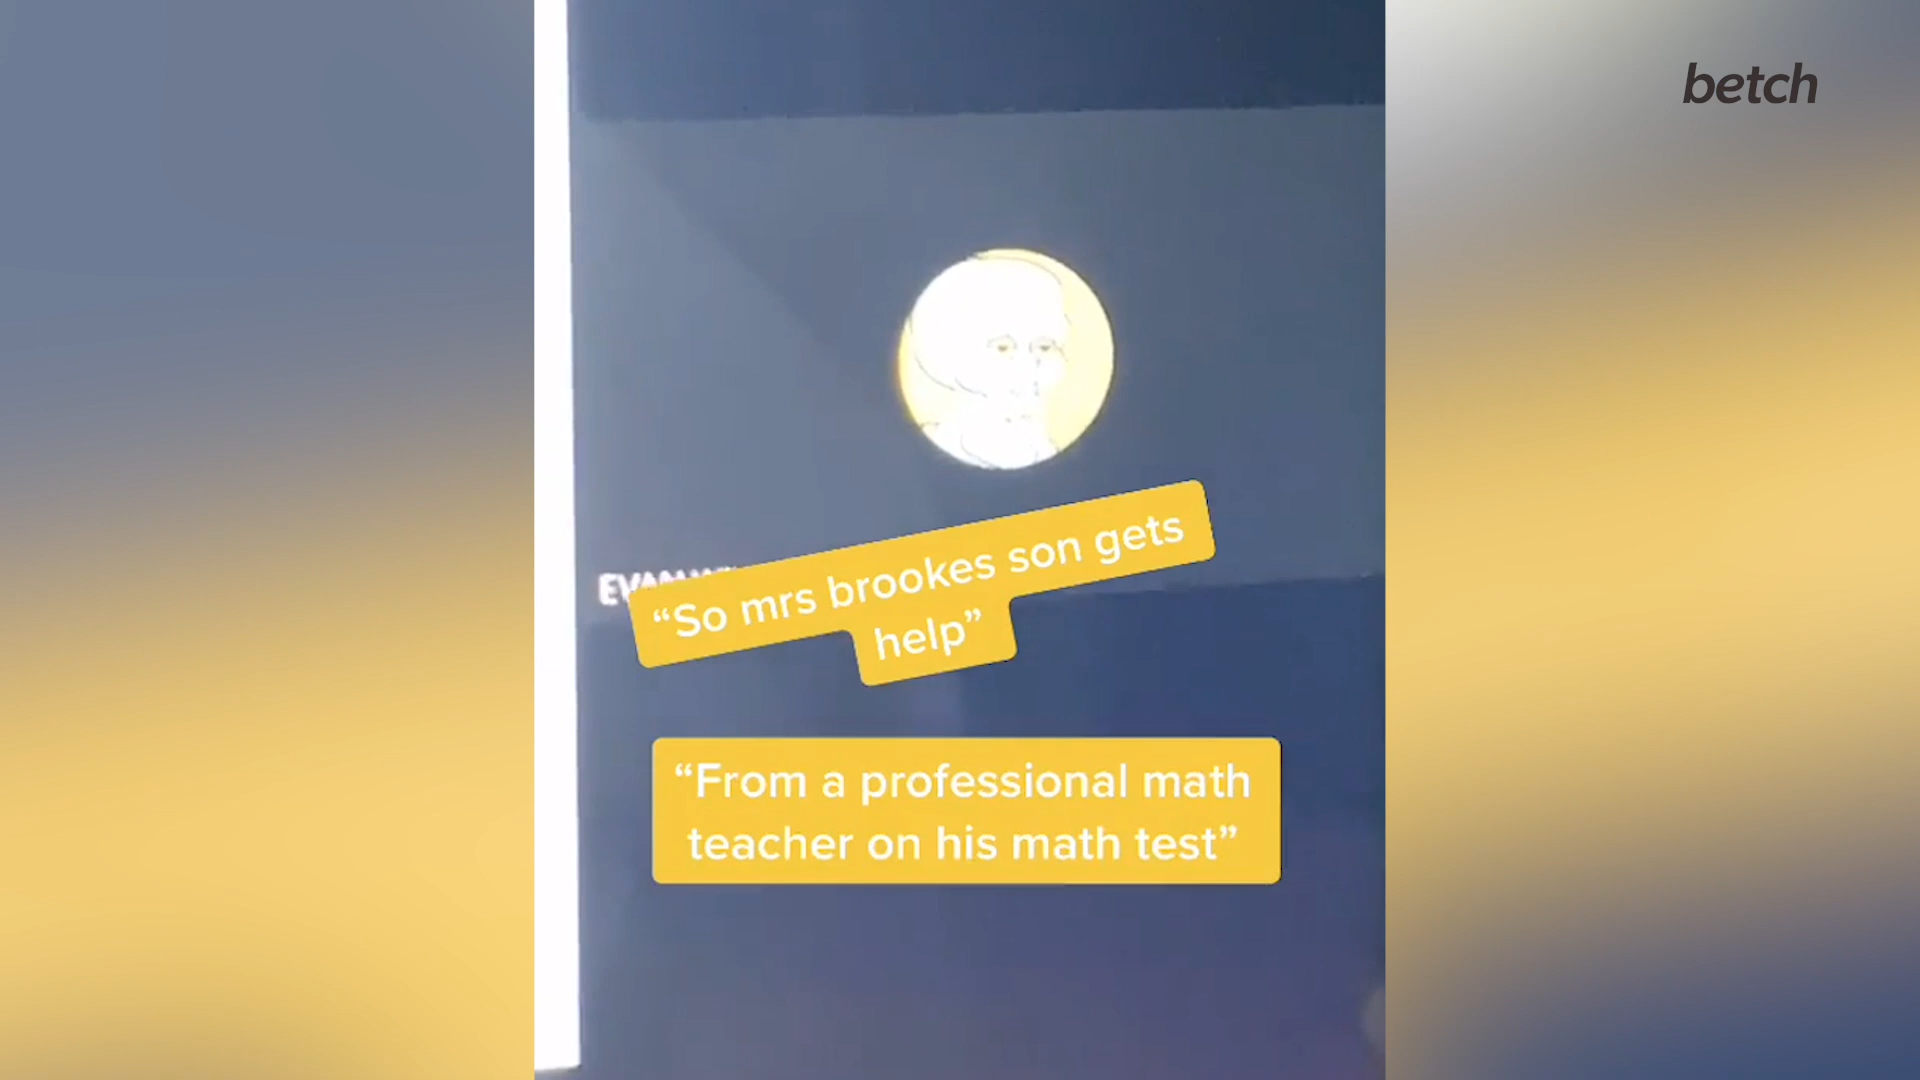 betch
“So mrs brookes son gets
help”
“From a professional math
teacher on his math test”